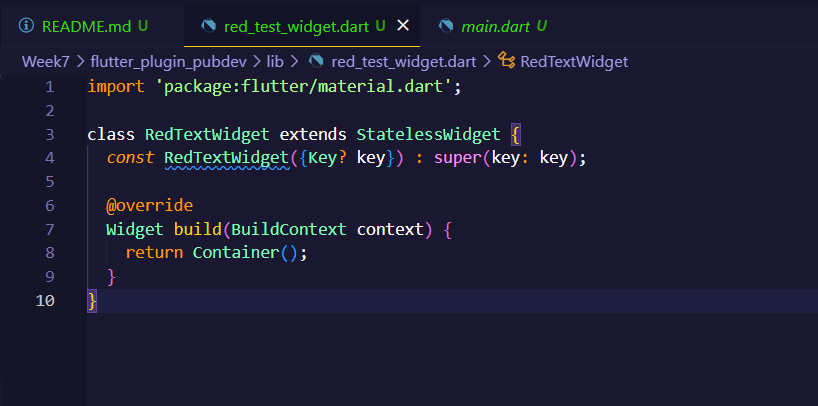 README.md U red_test_widget.dart U main.dart U
Week7 > flutter_plugin_pubdev > lib > red_test_widget.dart > RedTextWidget
1 import 'package:flutter/material.dart';
2
3 class RedTextWidget extends StatelessWidget {
4 const RedTextWidget({Key? key}) : super(key: key);
5
6 @override
7 Widget build(BuildContext context) {
8 return Container();
9 }
10 }